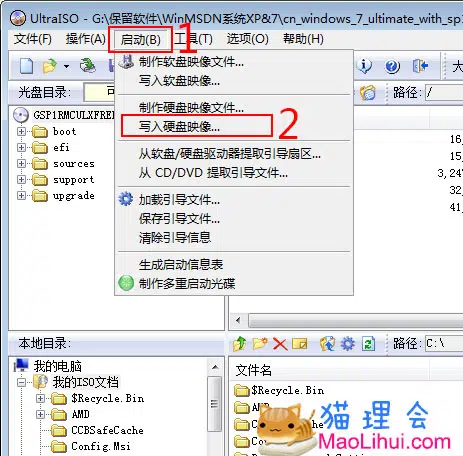 UltraISO - G:\保留软件\WinMSDN系统XP&7\cn_windows_7_ultimate_with_sp
文件(F) 操作(A) 启动(B) 工具(T) 选项(O) 帮助(H)
1
制作软盘映像文件...
写入软盘映像...
光盘目录: 可
路径: /
GSP1RMCULXFRE
制作硬盘映像文件...
写入硬盘映像...
2
boot
efi
sources
support
upgrade
16,
15,
3,247
32,
41,
从软盘/硬盘驱动器提取引导扇区...
从 CD/DVD 提取引导文件...
加载引导文件...
保存引导文件...
清除引导信息
生成启动信息表
制作多重启动光碟
本地目录:
路径: C:\
我的电脑
我的ISO文档
$Recycle.Bin
AMD
CCBSafeCache
Config.Msi
文件名
$Recycle.Bin
AMD
猫理会
MaoLihui.com